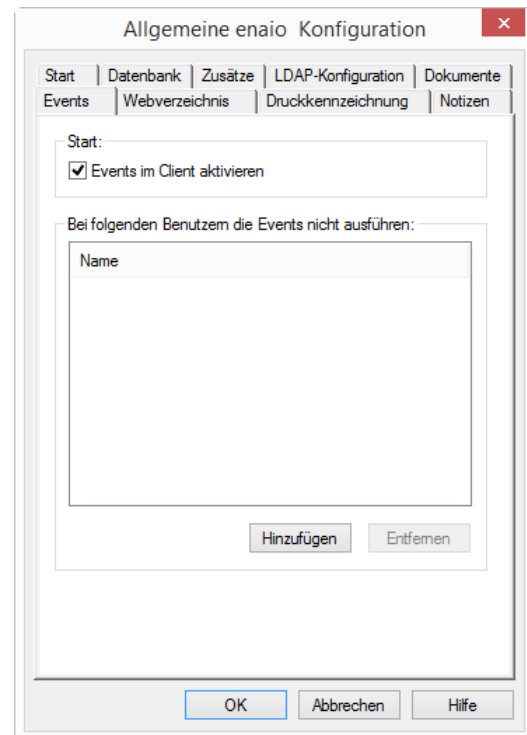 Allgemeine enaio Konfiguration
Start Datenbank Zusätze LDAP-Konfiguration Dokumente
Events Webverzeichnis Druckkennzeichnung Notizen
Start:
Events im Client aktivieren
Bei folgenden Benutzern die Events nicht ausführen:
Name
Hinzufügen Entfernen
OK Abbrechen Hilfe